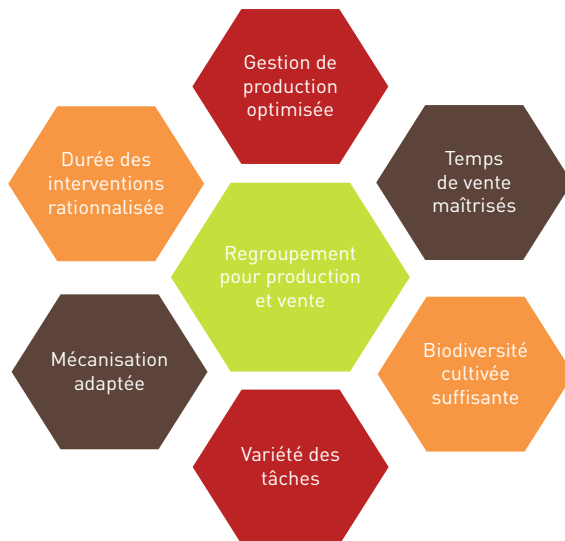 Gestion de
production
optimisée
Durée des
interventions
rationnalisée
Temps
de vente
maîtrisés
Regroupement
pour production
et vente
Mécanisation
adaptée
Biodiversité
cultivée
suffisante
Variété des
tâches